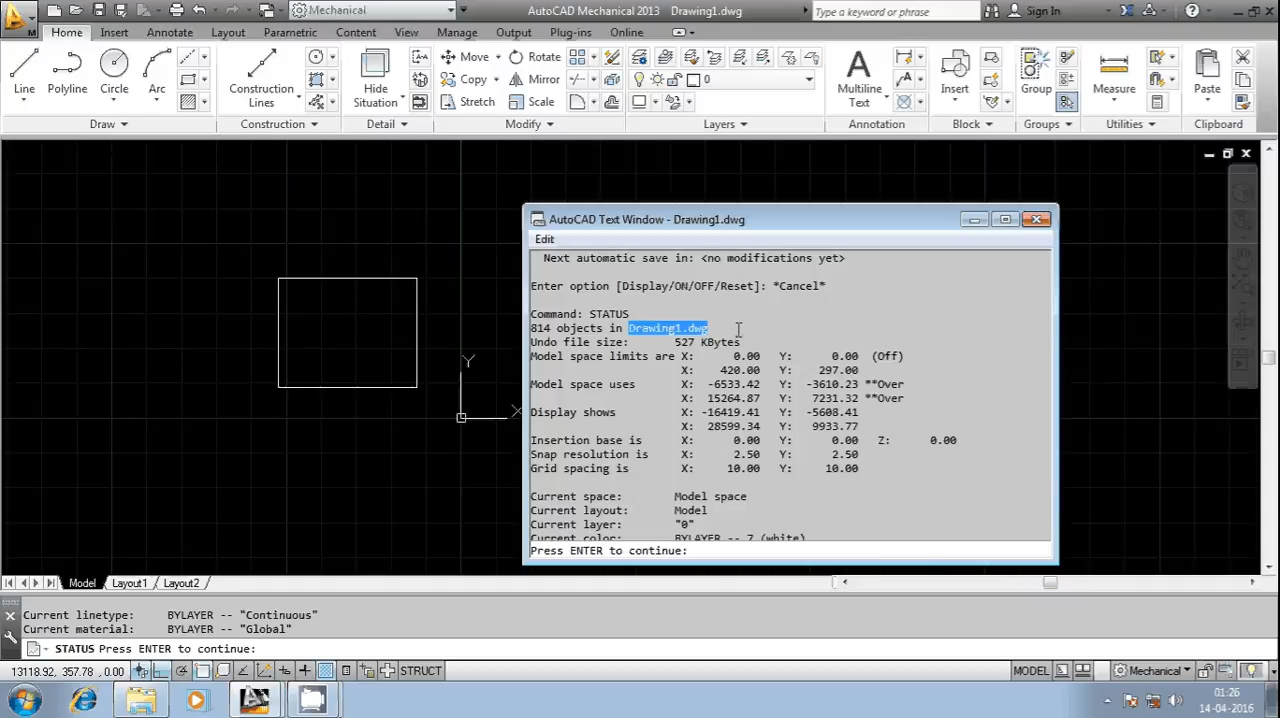 Mechanical
AutoCAD Mechanical 2013 Drawing1.dwg
Type a keyword or phrase
Sign In
M
Home Insert Annotate Layout Parametric Content View Manage Output Plug-ins Online
Line Polyline Circle Arc
Construction Lines
Hide Situation
Move Rotate
Copy Mirror
Stretch Scale
0
Multiline Text
Insert
Group
Measure
Paste
Draw Construction Detail Modify Layers Annotation Block Groups Utilities Clipboard
Y
X
AutoCAD Text Window - Drawing1.dwg
Edit
Next automatic save in: <no modifications yet>
Enter option [Display/ON/OFF/Reset]: *Cancel*
Command: STATUS
814 objects in Drawing1.dwg
Undo file size: 527 KBytes
Model space limits are X: 0.00 Y: 0.00 (Off)
X: 420.00 Y: 297.00
Model space uses X: -6533.42 Y: -3610.23 **Over
X: 15264.87 Y: 7231.32 **Over
Display shows X: -16419.41 Y: -5608.41
X: 28599.34 Y: 9933.77
Insertion base is X: 0.00 Y: 0.00 Z: 0.00
Snap resolution is X: 2.50 Y: 2.50
Grid spacing is X: 10.00 Y: 10.00
Current space: Model space
Current layout: Model
Current layer: "0"
Current color: BYLAYER -- 7 (white)
Press ENTER to continue:
Model Layout1 Layout2
Current linetype: BYLAYER -- "Continuous"
Current material: BYLAYER -- "Global"
STATUS Press ENTER to continue:
13118.92, 357.78 , 0.00
STRUCT
MODEL
Mechanical
01:26
14-04-2016